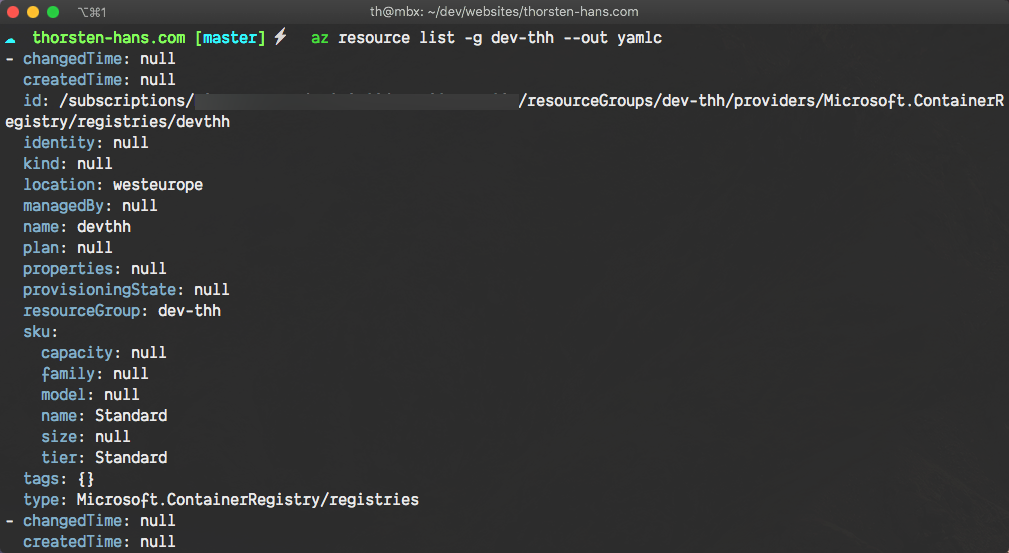 ⌥⌘1
th@mbx: ~/dev/websites/thorsten-hans.com
thorsten-hans.com [master] ⚡ az resource list -g dev-thh --out yamlc
- changedTime: null
  createdTime: null
  id: /subscriptions/ /resourceGroups/dev-thh/providers/Microsoft.ContainerR
egistry/registries/devthh
  identity: null
  kind: null
  location: westeurope
  managedBy: null
  name: devthh
  plan: null
  properties: null
  provisioningState: null
  resourceGroup: dev-thh
  sku:
    capacity: null
    family: null
    model: null
    name: Standard
    size: null
    tier: Standard
  tags: {}
  type: Microsoft.ContainerRegistry/registries
- changedTime: null
  createdTime: null